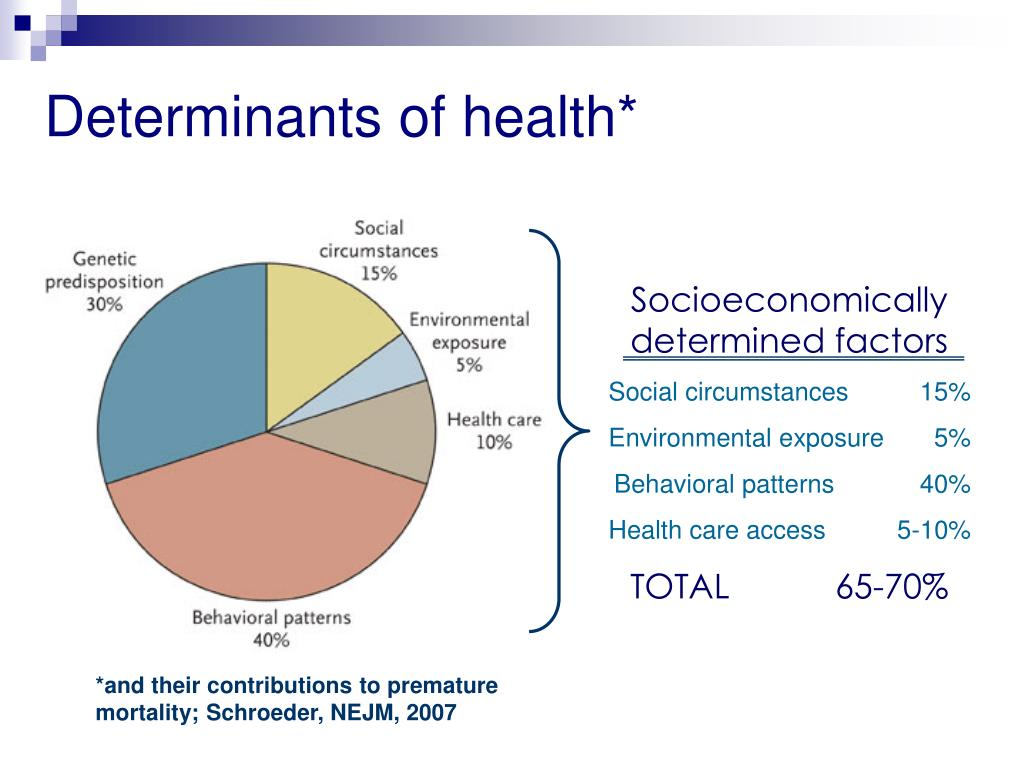 Determinants of health*
Social
circumstances
15%
Genetic
predisposition
30%
Environmental
exposure
5%
Health care
10%
Behavioral patterns
40%
Socioeconomically
determined factors
Social circumstances 15%
Environmental exposure 5%
Behavioral patterns 40%
Health care access 5-10%
TOTAL 65-70%
*and their contributions to premature
mortality; Schroeder, NEJM, 2007